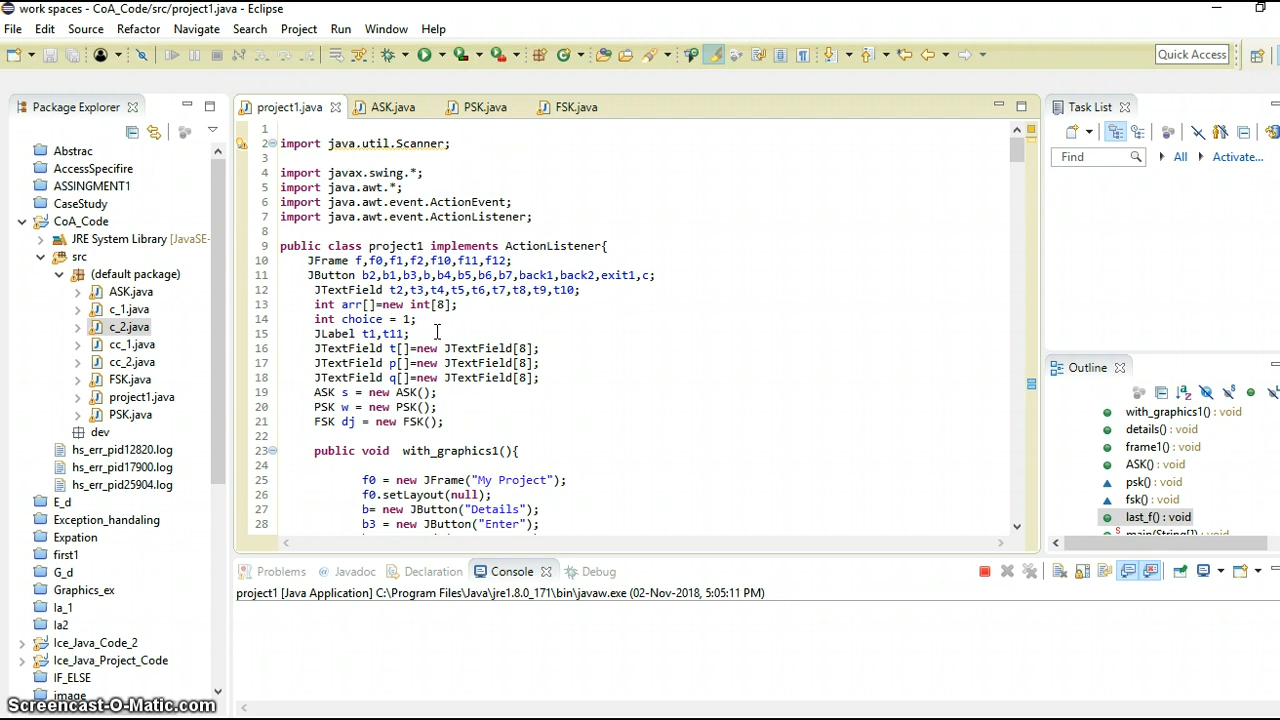 work spaces - CoA_Code/src/project1.java - Eclipse
File Edit Source Refactor Navigate Search Project Run Window Help
Quick Access
Package Explorer
Abstrac
AccessSpecifire
ASSINGMENT1
CaseStudy
CoA_Code
JRE System Library [JavaSE-
src
(default package)
ASK.java
c_1.java
c_2.java
cc_1.java
cc_2.java
FSK.java
project1.java
PSK.java
dev
hs_err_pid12820.log
hs_err_pid17900.log
hs_err_pid25904.log
E_d
Exception_handaling
Expation
first1
G_d
Graphics_ex
Ia_1
Ia2
Ice_Java_Code_2
Ice_Java_Project_Code
IF_ELSE
image
project1.java ASK.java PSK.java FSK.java
1
2 import java.util.Scanner;
3
4 import javax.swing.*;
5 import java.awt.*;
6 import java.awt.event.ActionEvent;
7 import java.awt.event.ActionListener;
8
9 public class project1 implements ActionListener{
10 JFrame f,f0,f1,f2,f10,f11,f12;
11 JButton b2,b1,b3,b,b4,b5,b6,b7,back1,back2,exit1,c;
12 JTextField t2,t3,t4,t5,t6,t7,t8,t9,t10;
13 int arr[]=new int[8];
14 int choice = 1;
15 JLabel t1,t11;
16 JTextField t[]=new JTextField[8];
17 JTextField p[]=new JTextField[8];
18 JTextField q[]=new JTextField[8];
19 ASK s = new ASK();
20 PSK w = new PSK();
21 FSK dj = new FSK();
22
23 public void with_graphics1(){
24
25 f0 = new JFrame("My Project");
26 f0.setLayout(null);
27 b= new JButton("Details");
28 b3 = new JButton("Enter");
Task List
Find All Activate...
Outline
with_graphics1() : void
details() : void
frame1() : void
ASK() : void
psk() : void
fsk() : void
last_f() : void
main(String[]) : void
Problems Javadoc Declaration Console Debug
project1 [Java Application] C:\Program Files\Java\jre1.8.0_171\bin\javaw.exe (02-Nov-2018, 5:05:11 PM)
Screencast-O-Matic.com